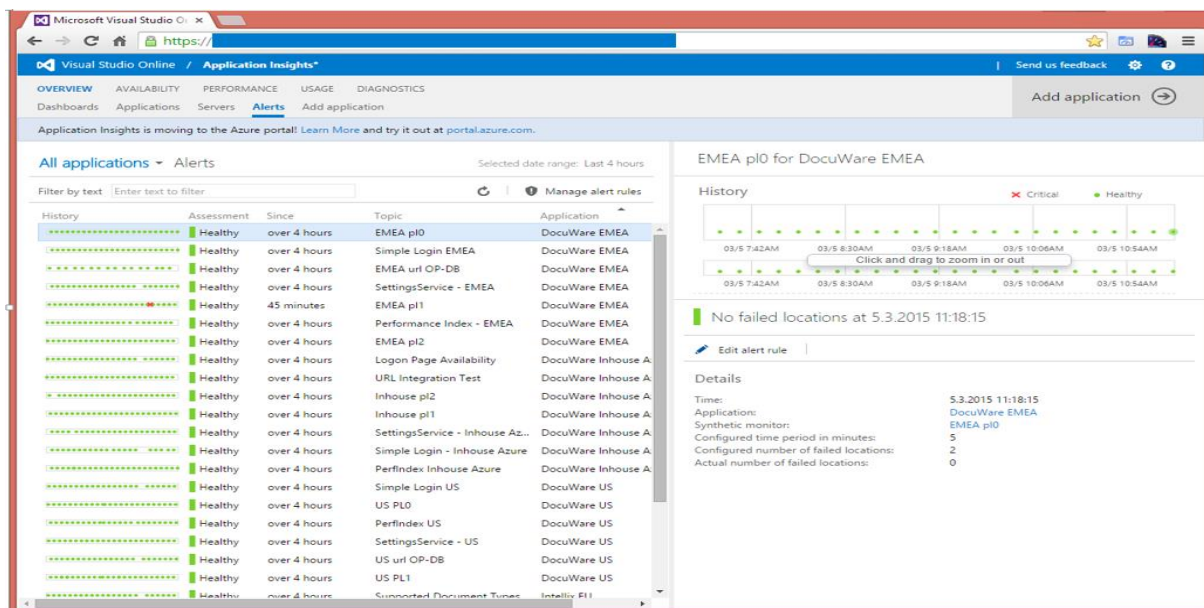 Microsoft Visual Studio O
https://
Visual Studio Online / Application Insights*
Send us feedback
OVERVIEW AVAILABILITY PERFORMANCE USAGE DIAGNOSTICS
Dashboards Applications Servers Alerts Add application
Add application
Application Insights is moving to the Azure portal! Learn More and try it out at portal.azure.com.
All applications Alerts
Selected date range: Last 4 hours
Filter by text Enter text to filter
Manage alert rules
History Assessment Since Topic Application
Healthy over 4 hours EMEA pl0 DocuWare EMEA
Healthy over 4 hours Simple Login EMEA DocuWare EMEA
Healthy over 4 hours EMEA url OP-DB DocuWare EMEA
Healthy over 4 hours SettingsService - EMEA DocuWare EMEA
Healthy 45 minutes EMEA pl1 DocuWare EMEA
Healthy over 4 hours Performance Index - EMEA DocuWare EMEA
Healthy over 4 hours EMEA pl2 DocuWare EMEA
Healthy over 4 hours Logon Page Availability DocuWare Inhouse A
Healthy over 4 hours URL Integration Test DocuWare Inhouse A
Healthy over 4 hours Inhouse pl2 DocuWare Inhouse A
Healthy over 4 hours Inhouse pl1 DocuWare Inhouse A
Healthy over 4 hours SettingsService - Inhouse Az... DocuWare Inhouse A
Healthy over 4 hours Simple Login - Inhouse Azure DocuWare Inhouse A
Healthy over 4 hours PerfIndex Inhouse Azure DocuWare Inhouse A
Healthy over 4 hours Simple Login US DocuWare US
Healthy over 4 hours US PL0 DocuWare US
Healthy over 4 hours PerfIndex US DocuWare US
Healthy over 4 hours SettingsService - US DocuWare US
Healthy over 4 hours US url OP-DB DocuWare US
Healthy over 4 hours US PL1 DocuWare US
Healthy over 4 hours Supported Document Types Intellix EU
EMEA pl0 for DocuWare EMEA
History
Critical Healthy
03/5 7:42AM 03/5 8:30AM 03/5 9:18AM 03/5 10:06AM 03/5 10:54AM
Click and drag to zoom in or out
03/5 7:42AM 03/5 8:30AM 03/5 9:18AM 03/5 10:06AM 03/5 10:54AM
No failed locations at 5.3.2015 11:18:15
Edit alert rule
Details
Time: 5.3.2015 11:18:15
Application: DocuWare EMEA
Synthetic monitor: EMEA pl0
Configured time period in minutes: 5
Configured number of failed locations: 2
Actual number of failed locations: 0